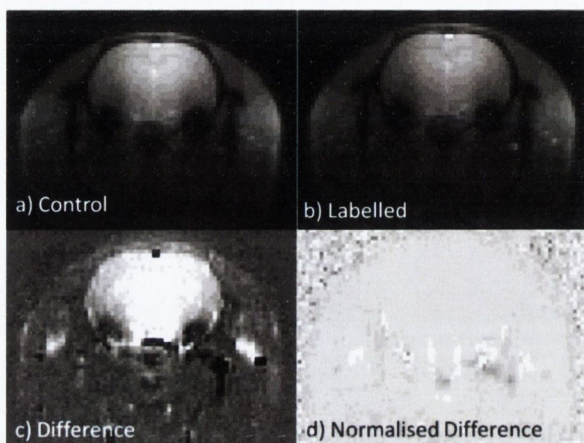 a) Control
b) Labelled
c) Difference
d) Normalised Difference